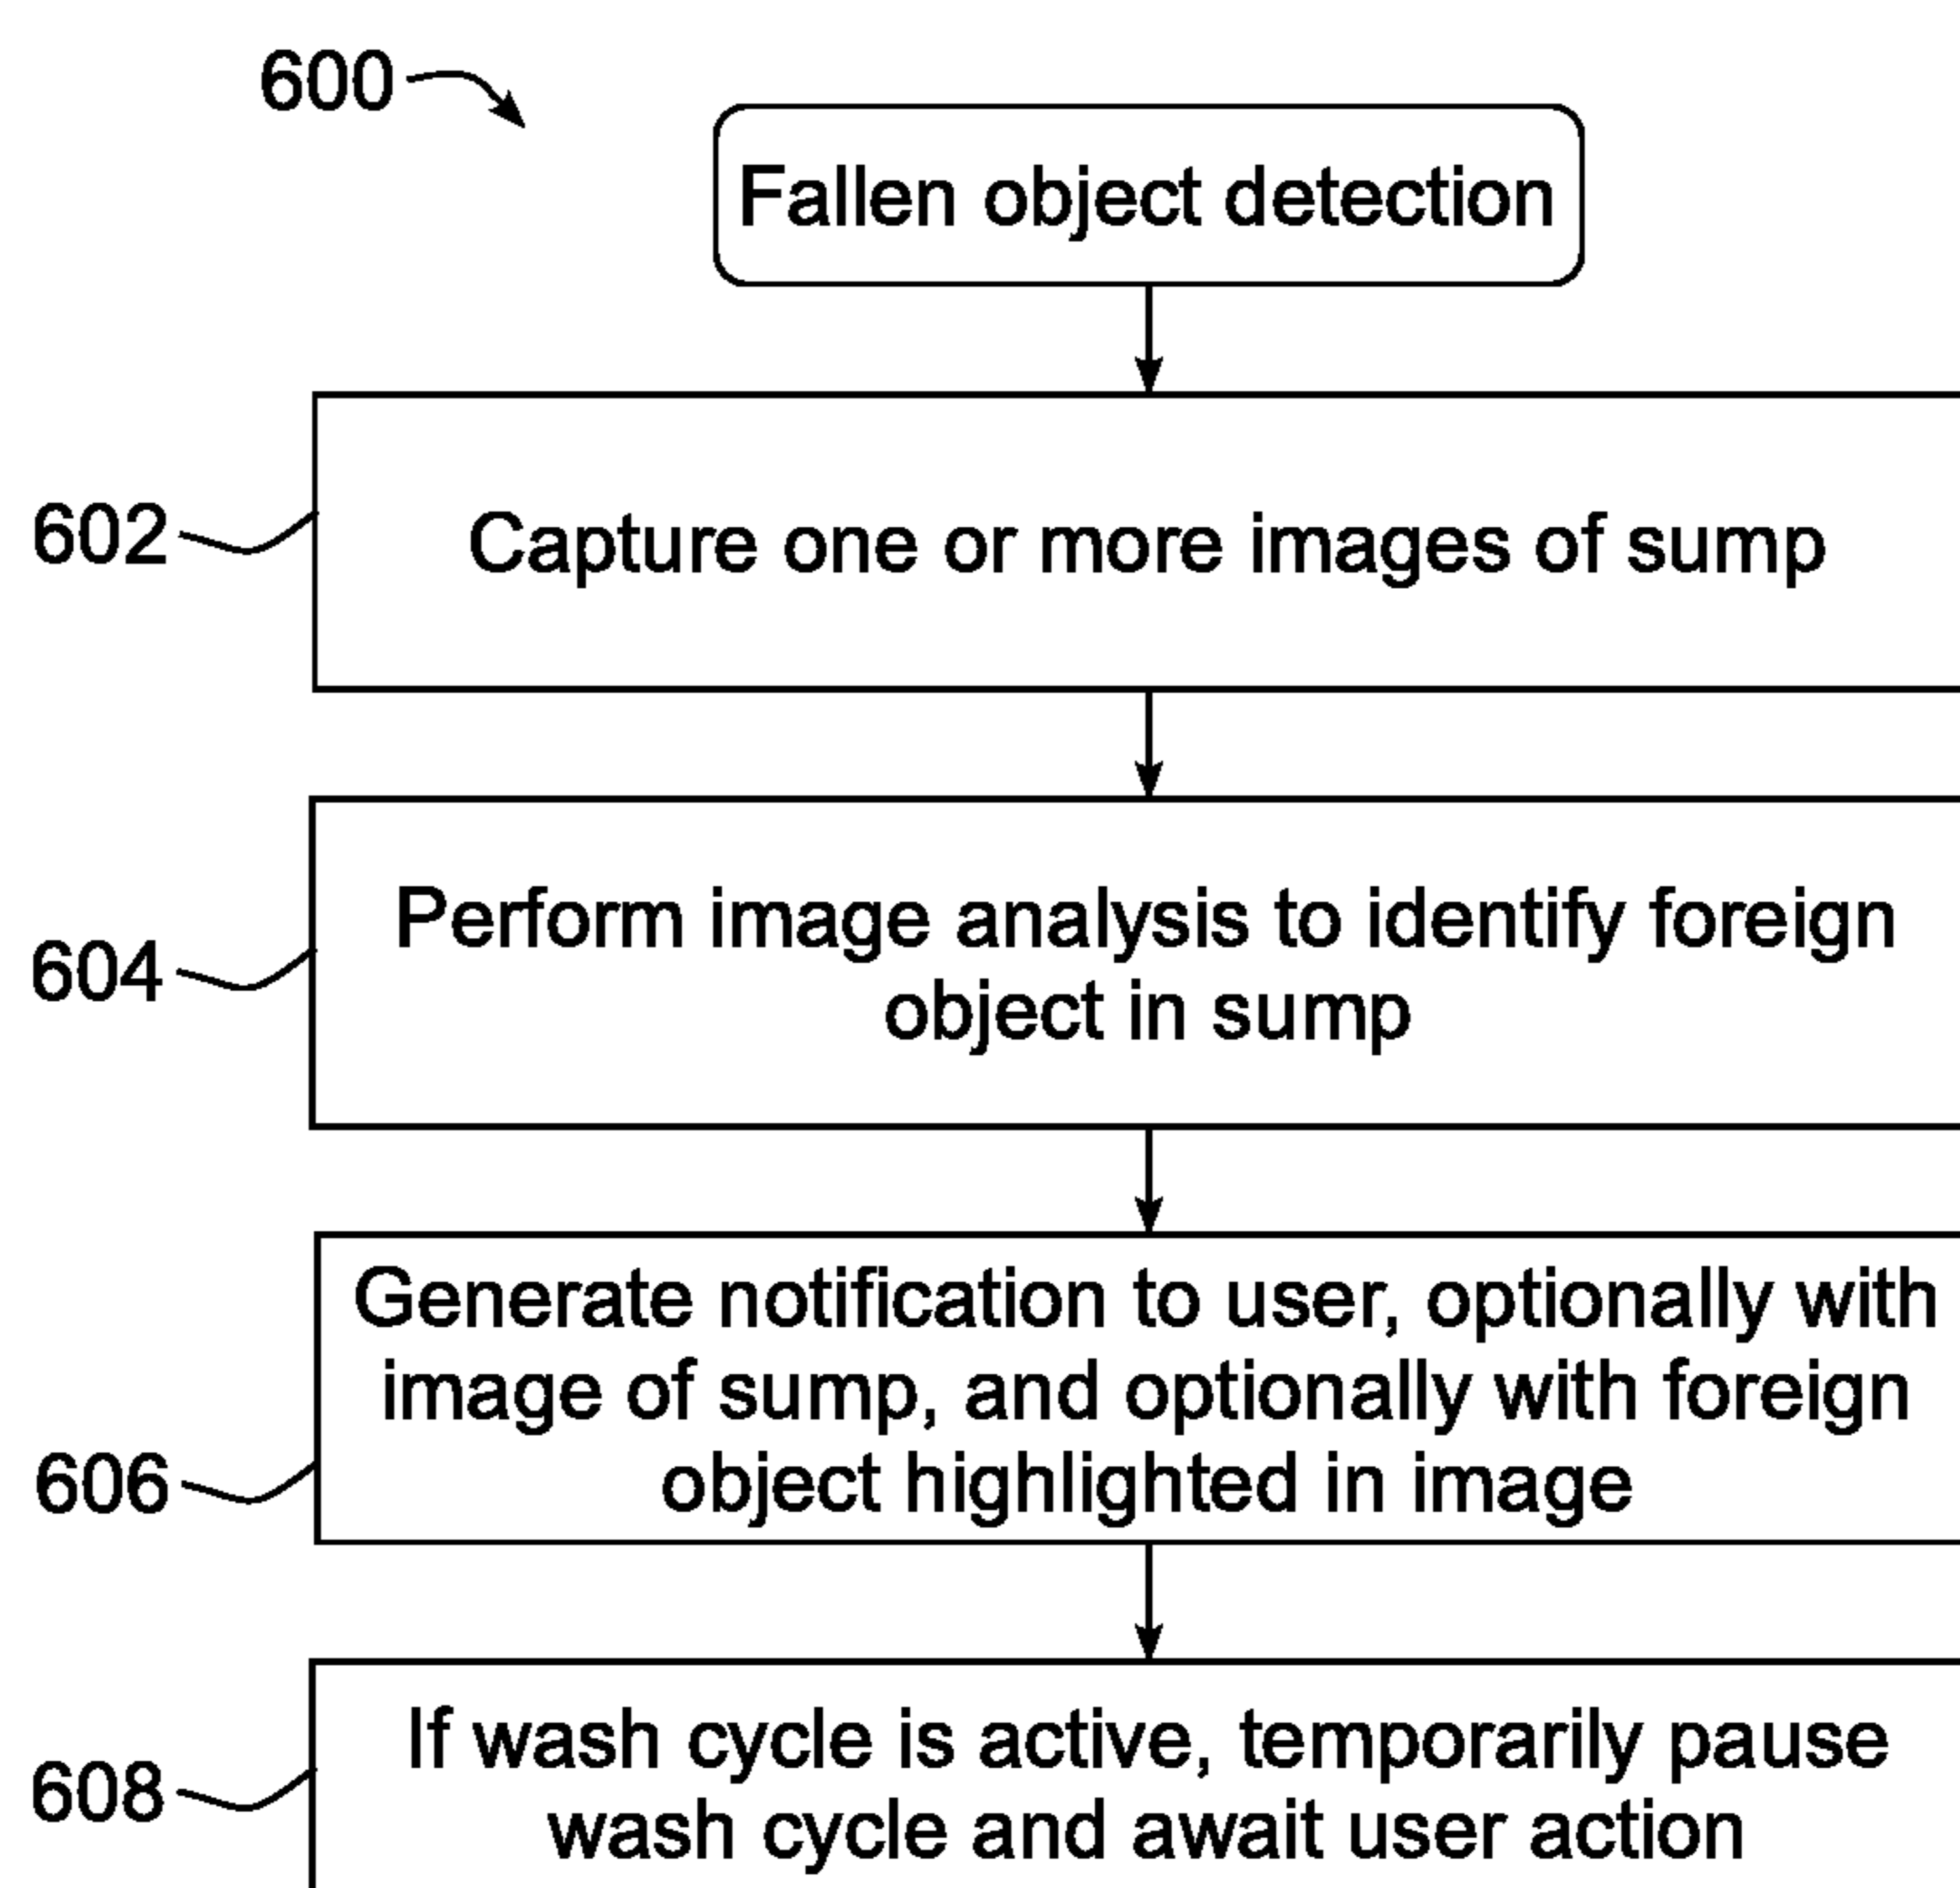 600
Fallen object detection
602
Capture one or more images of sump
604
Perform image analysis to identify foreign
object in sump
606
Generate notification to user, optionally with
image of sump, and optionally with foreign
object highlighted in image
608
If wash cycle is active, temporarily pause
wash cycle and await user action